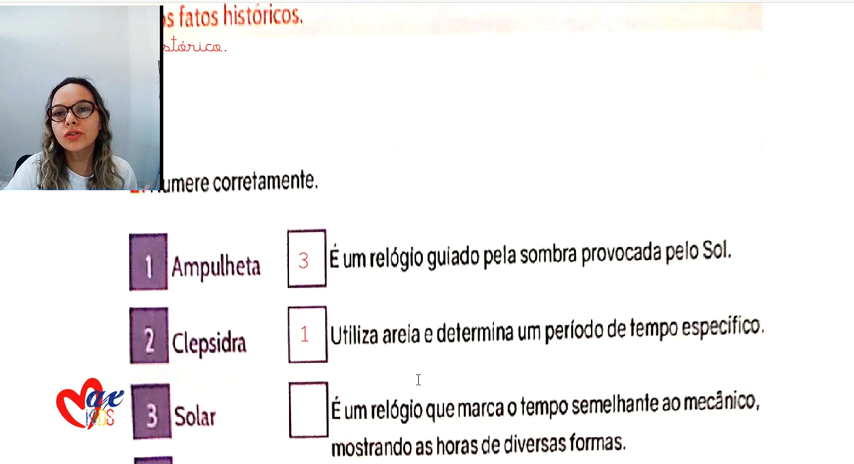 s fatos históricos.
stórico.
umere corretamente.
1 Ampulheta
3 É um relógio guiado pela sombra provocada pelo Sol.
2 Clepsidra
1 Utiliza areia e determina um período de tempo específico.
3 Solar
É um relógio que marca o tempo semelhante ao mecânico,
mostrando as horas de diversas formas.
KIDS